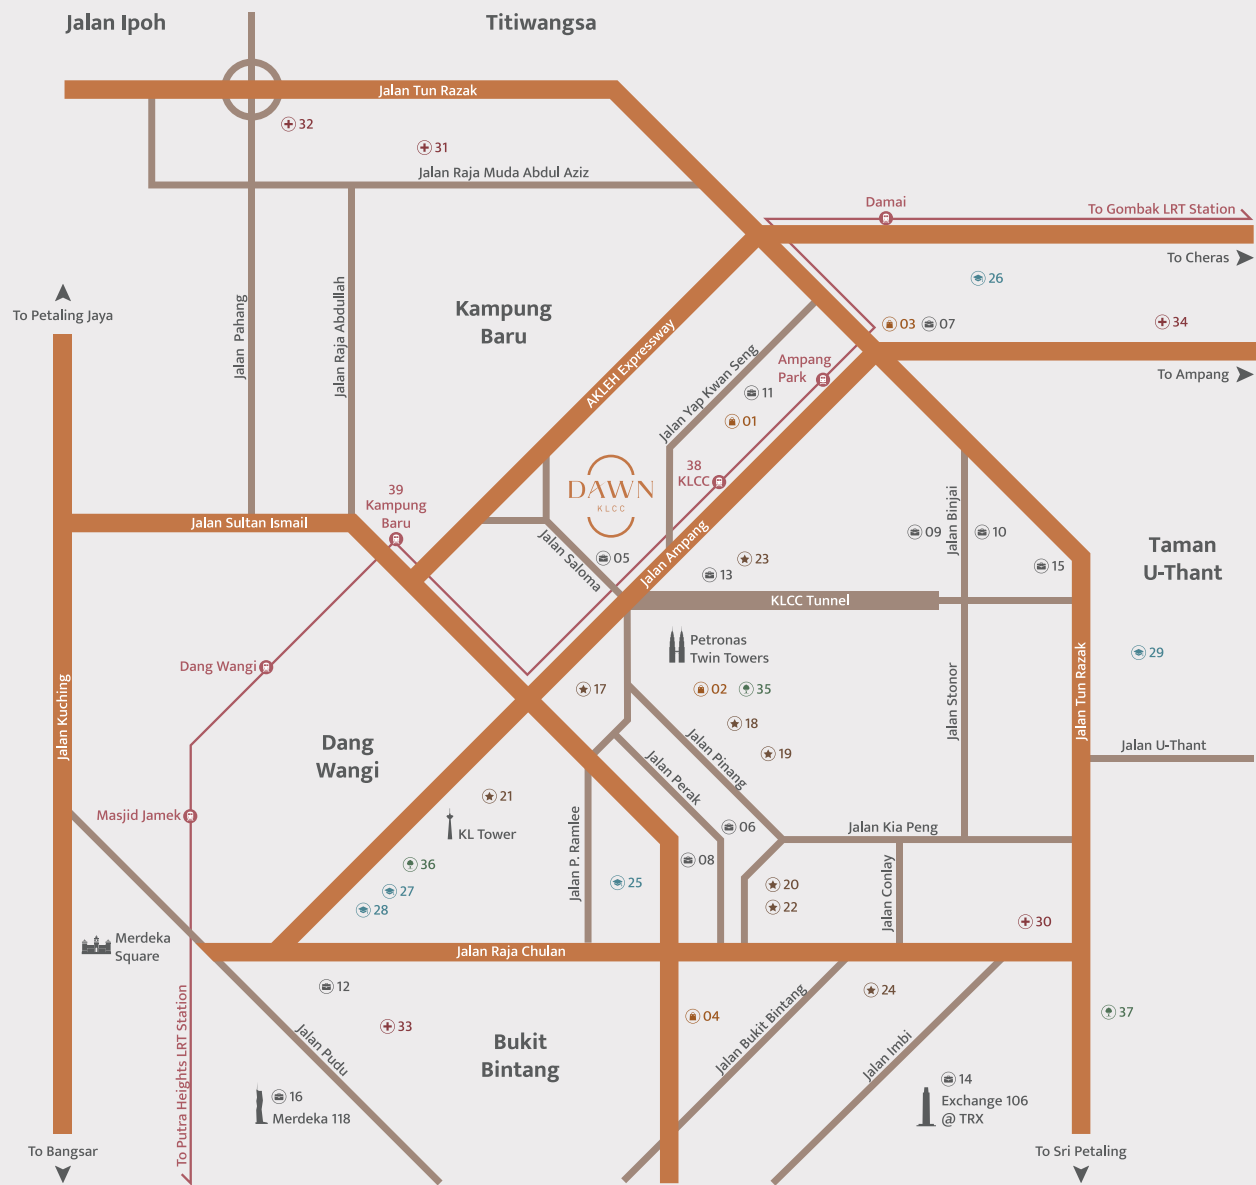 Jalan Ipoh
Titiwangsa
Jalan Tun Razak
32
31
Jalan Raja Muda Abdul Aziz
Damai
To Gombak LRT Station
To Cheras
26
To Petaling Jaya
Jalan Pahang
Jalan Raja Abdullah
Kampung
Baru
AKLEH Expressway
03
07
34
Ampang
Park
To Ampang
Jalan Yap Kwan Seng
11
01
38
KLCC
DAWN
KLCC
39
Kampung
Baru
Jalan Sultan Ismail
Jalan Saloma
05
Jalan Ampang
13
23
09
Jalan Binjai
10
15
Taman
U-Thant
KLCC Tunnel
Petronas
Twin Towers
Dang Wangi
29
Jalan Kuching
17
02
35
18
19
Jalan Stonor
Jalan Tun Razak
Jalan U-Thant
Dang
Wangi
Jalan Pinang
Jalan Perak
21
KL Tower
Masjid Jamek
Jalan P. Ramlee
06
08
Jalan Kia Peng
36
27
28
25
20
22
Jalan Conlay
30
Merdeka
Square
Jalan Raja Chulan
12
33
Jalan Pudu
Bukit
Bintang
04
24
Jalan Bukit Bintang
Jalan Imbi
37
To Putra Heights LRT Station
16
Merdeka 118
14
Exchange 106
@ TRX
To Bangsar
To Sri Petaling